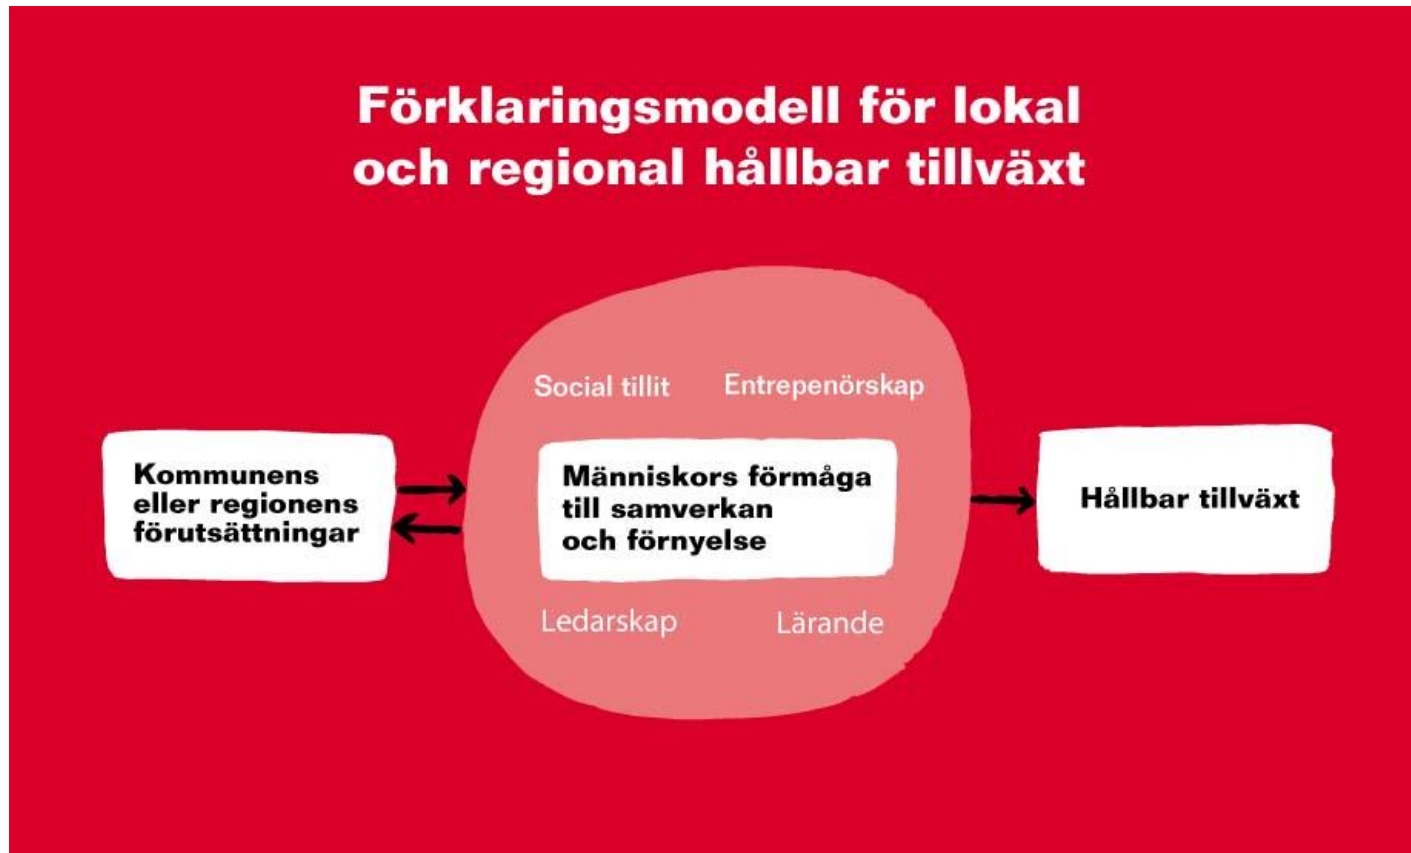 Förklaringsmodell för lokal
och regional hållbar tillväxt
Social tillit
Entrepenörskap
Kommunens
eller regionens
förutsättningar
Människors förmåga
till samverkan
och förnyelse
Hållbar tillväxt
Ledarskap
Lärande